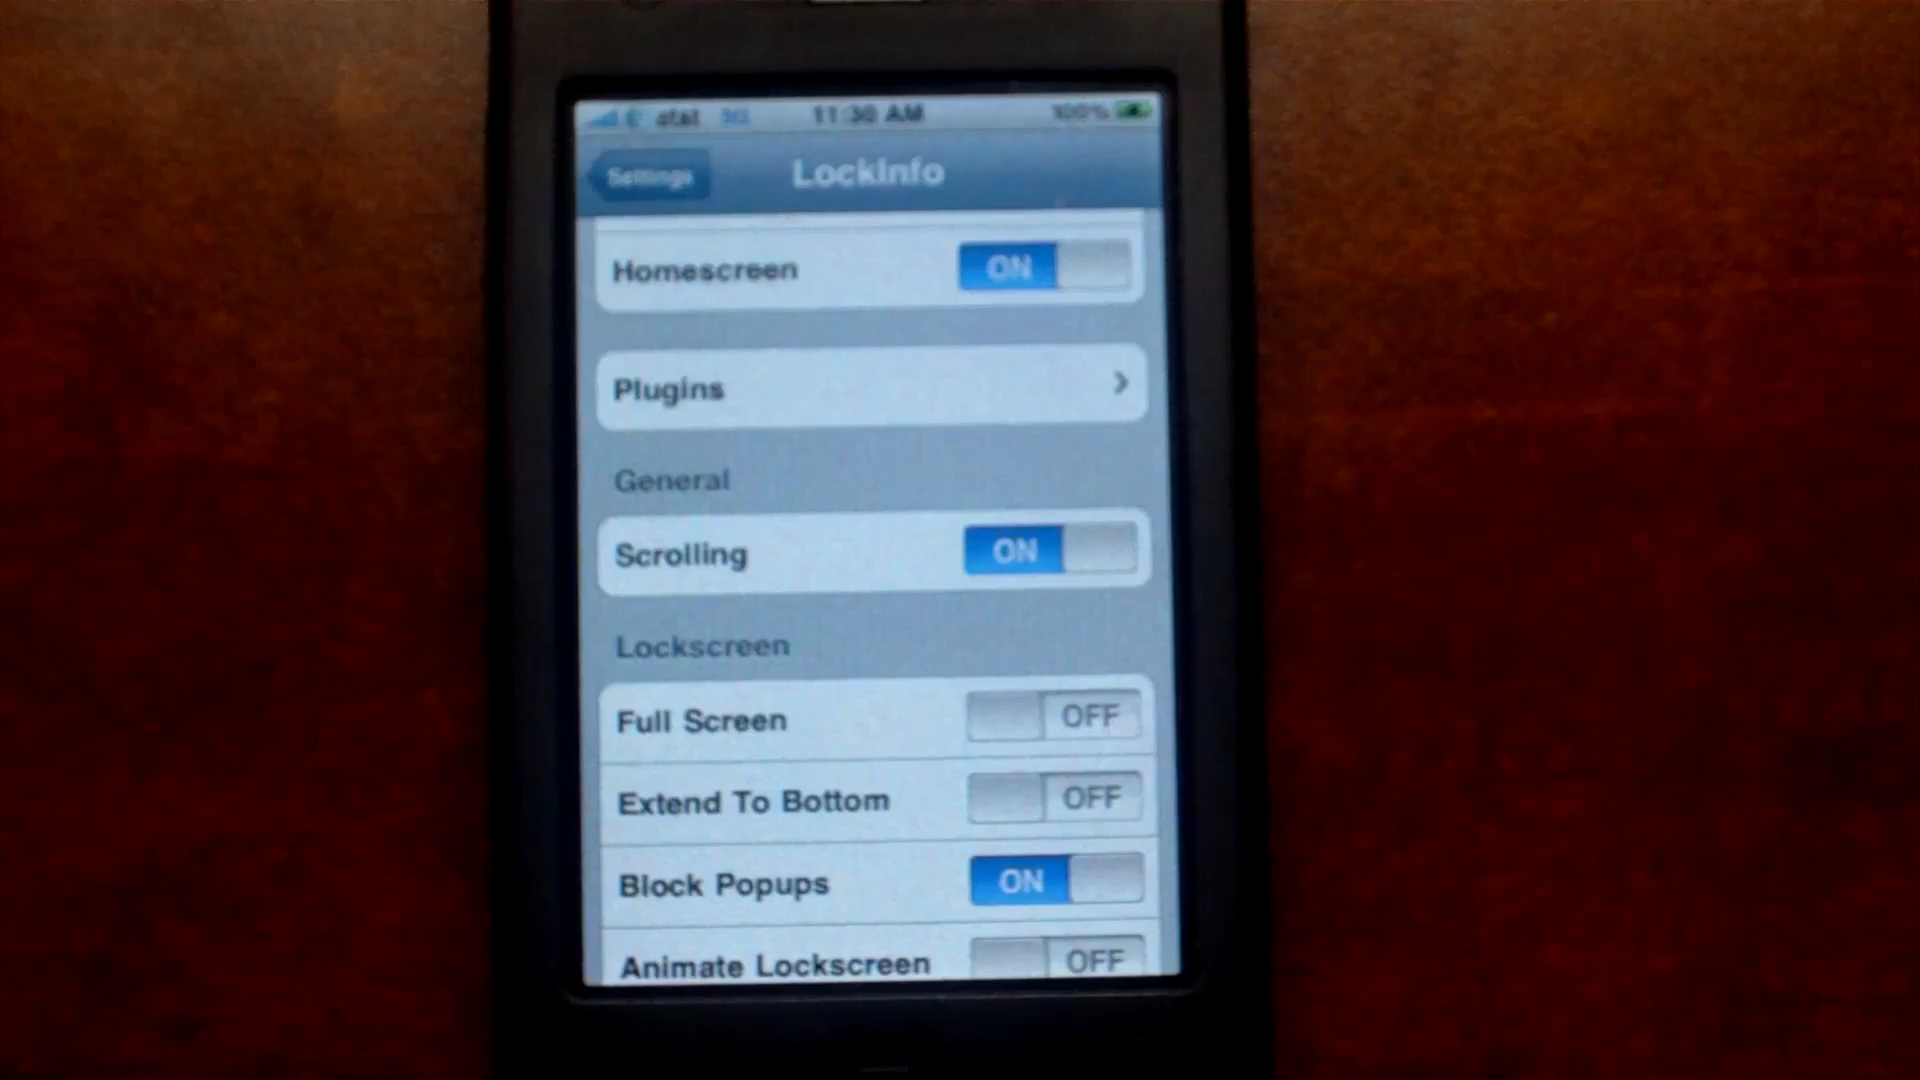 at&t 3G 11:30 AM 100%
Settings LockInfo
Homescreen ON
Plugins
General
Scrolling ON
Lockscreen
Full Screen OFF
Extend To Bottom OFF
Block Popups ON
Animate Lockscreen OFF